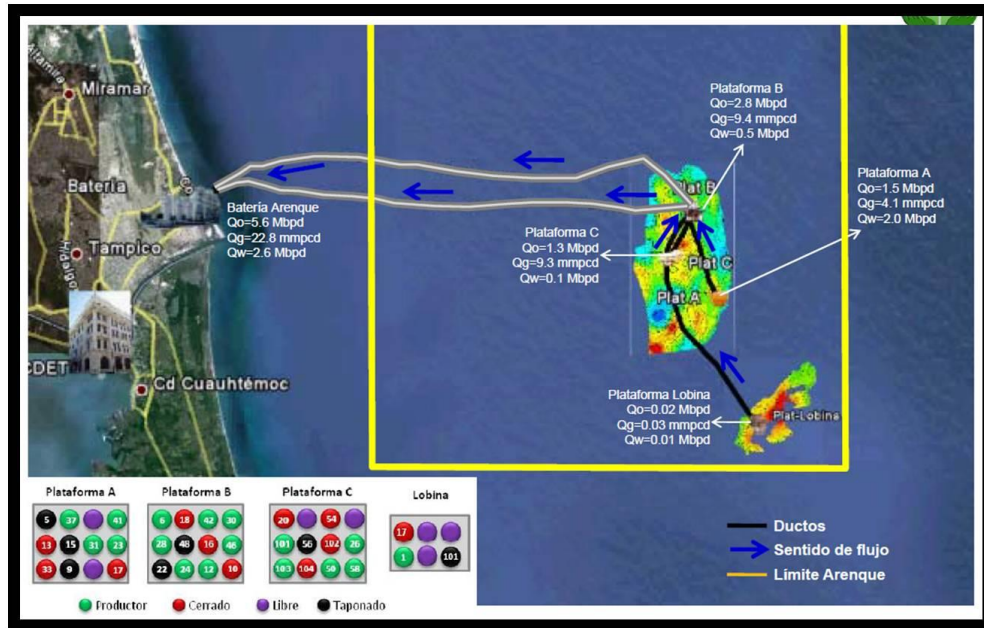 Altamira
Miramar
Batería
Tampico
Hidalgo
CDET
Cd Cuauhtémoc
Batería Arenque
Qo=5.6 Mbpd
Qg=22.8 mmpcd
Qw=2.6 Mbpd
Plataforma B
Qo=2.8 Mbpd
Qg=9.4 mmpcd
Qw=0.5 Mbpd
Plataforma A
Qo=1.5 Mbpd
Qg=4.1 mmpcd
Qw=2.0 Mbpd
Plat B
Plataforma C
Qo=1.3 Mbpd
Qg=9.3 mmpcd
Qw=0.1 Mbpd
Plat C
Plat A
Plataforma Lobina
Qo=0.02 Mbpd
Qg=0.03 mmpcd
Qw=0.01 Mbpd
Plat-Lobina
Plataforma A
5 37 41
13 15 31 23
33 9 17
Plataforma B
6 18 42 30
28 48 16 46
22 24 12 10
Plataforma C
20 54
101 56 102 26
103 104 50 58
Lobina
17
1 101
Productor
Cerrado
Libre
Taponado
Ductos
Sentido de flujo
Límite Arenque